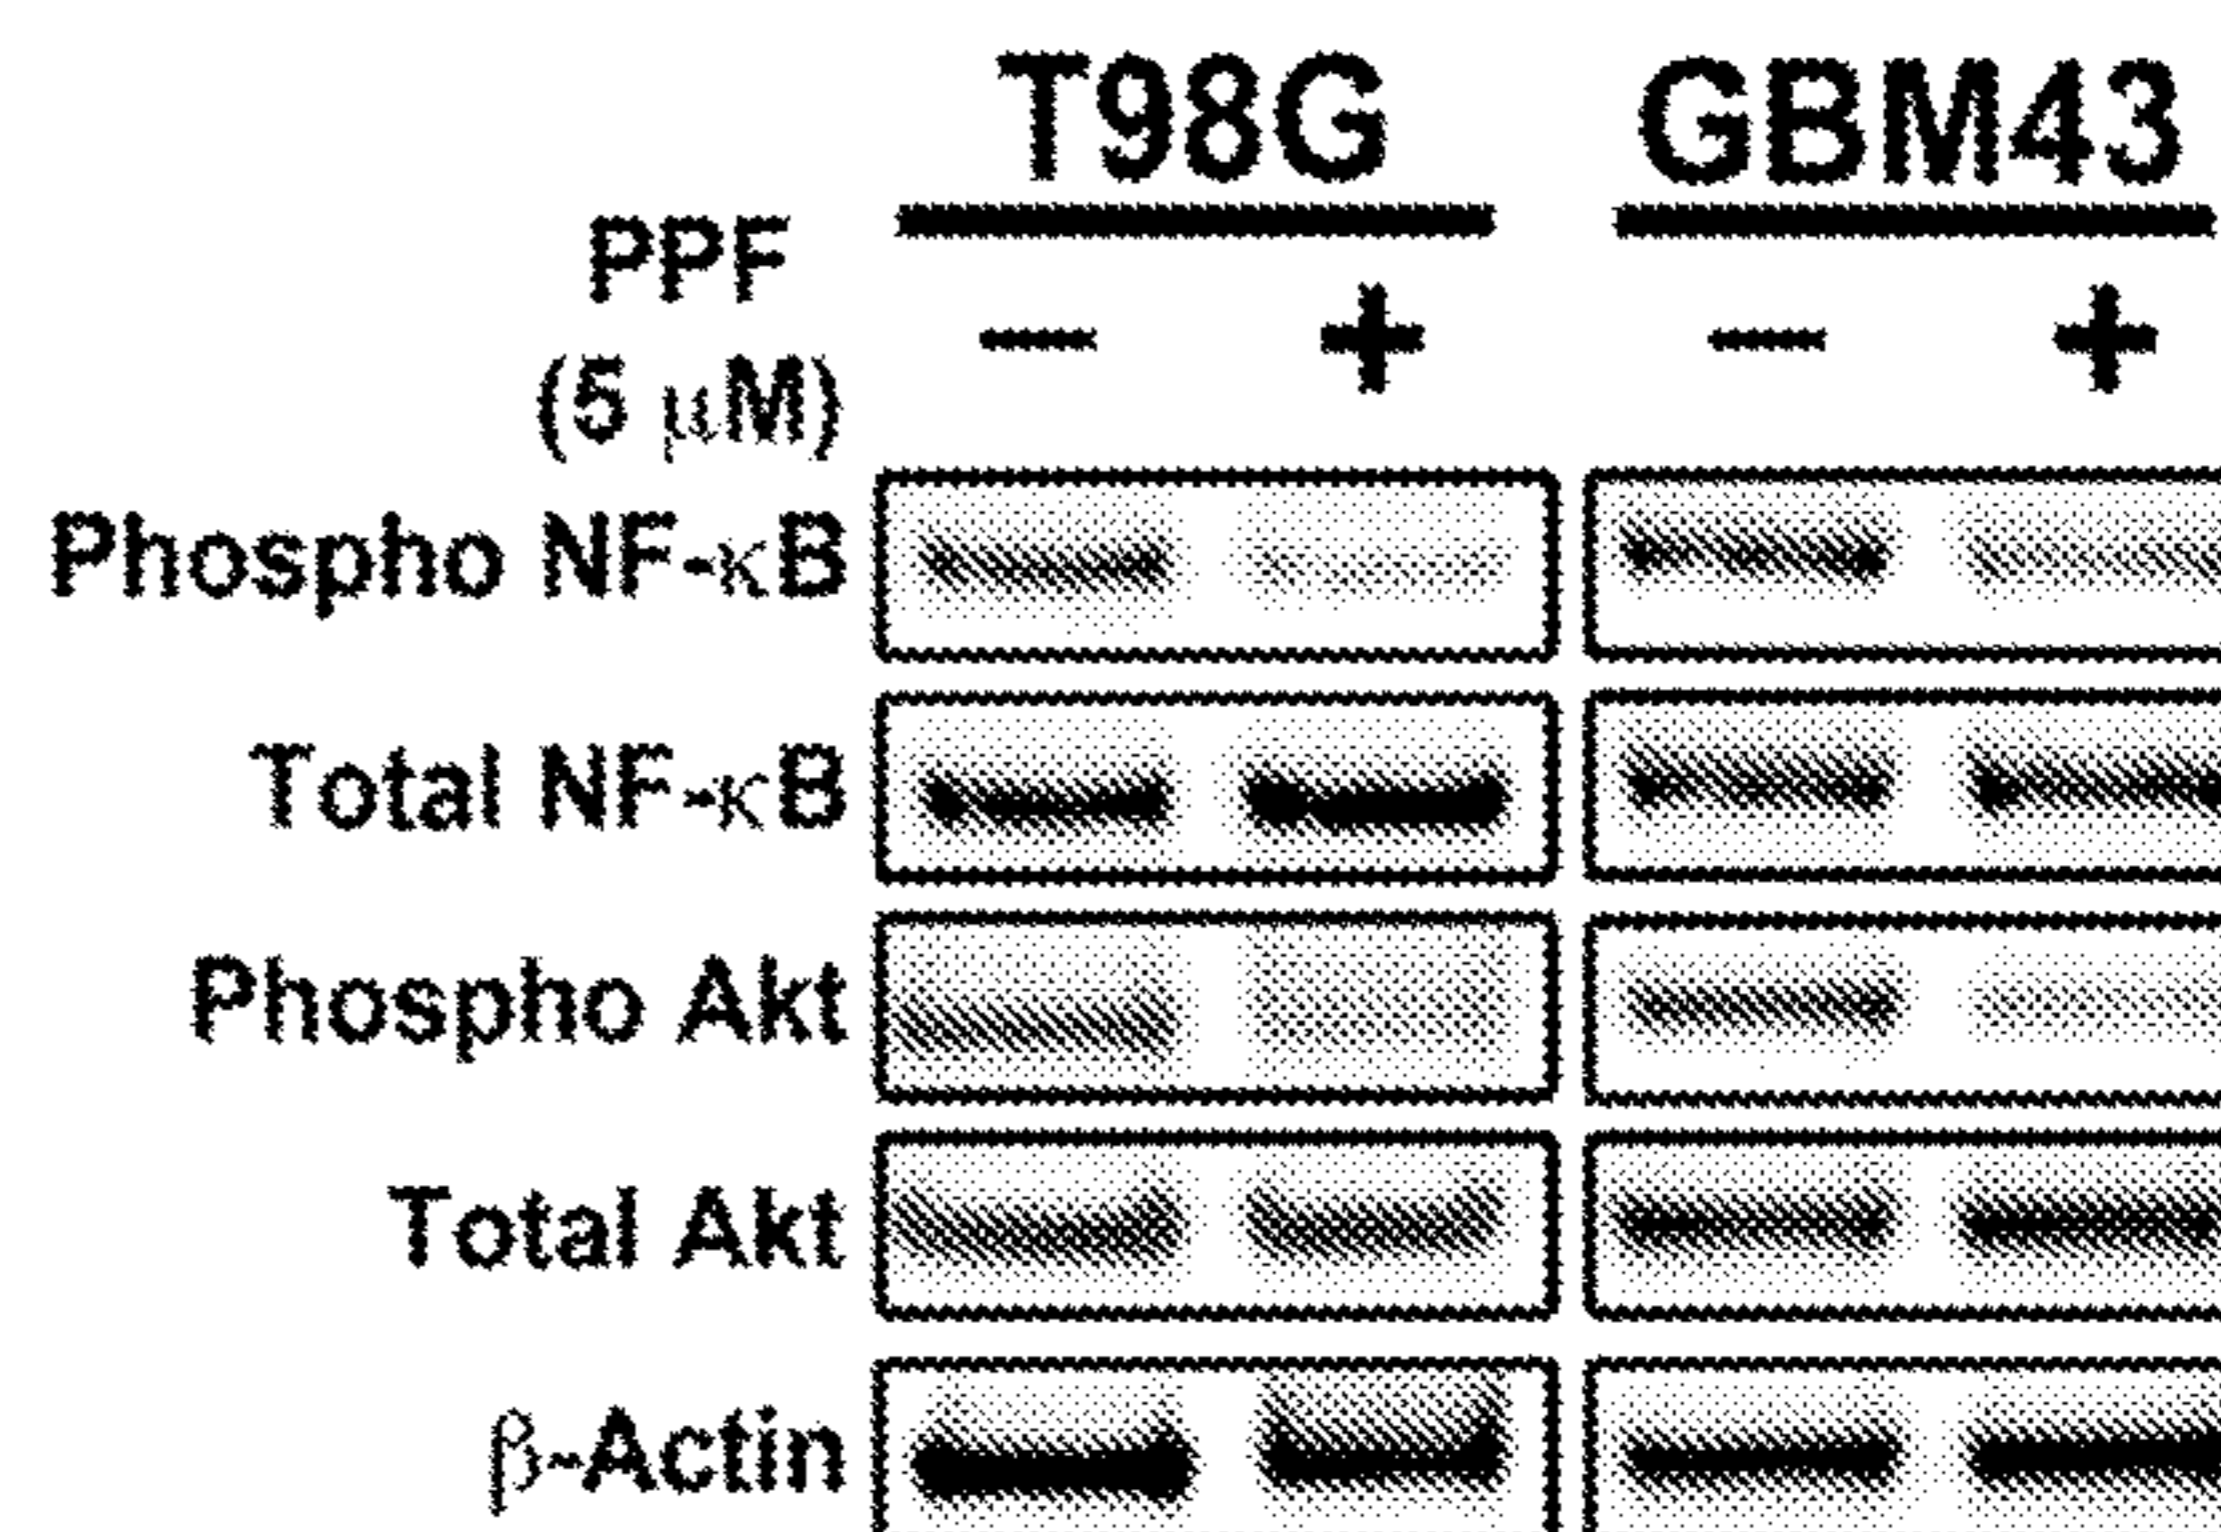 T98G GBM43
PPF
(5 μM) − + − +
Phospho NF-κB
Total NF-κB
Phospho Akt
Total Akt
β-Actin